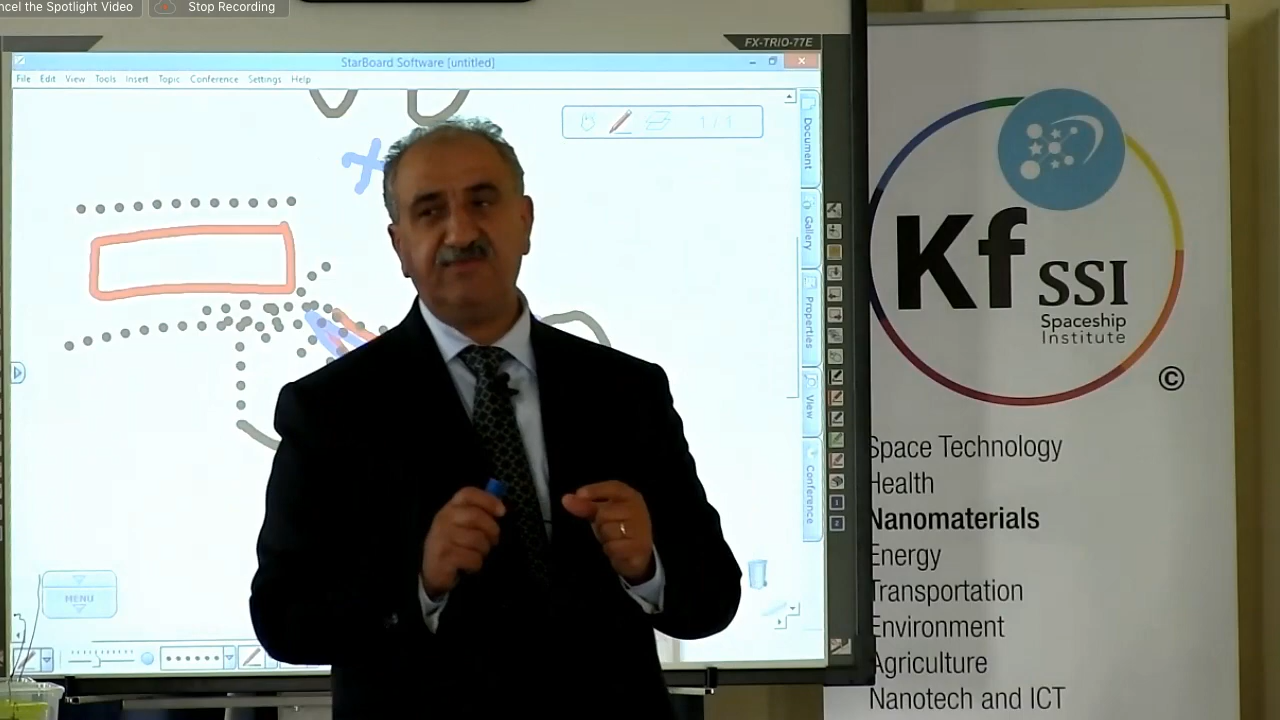 ncel the Spotlight Video
Stop Recording
FX-TRIO-77E
StarBoard Software [untitled]
File Edit View Tools Insert Topic Conference Settings Help
1 / 1
Document
Gallery
Properties
View
Conference
MENU
Kf SSI
Spaceship
Institute
©
Space Technology
Health
Nanomaterials
Energy
Transportation
Environment
Agriculture
Nanotech and ICT